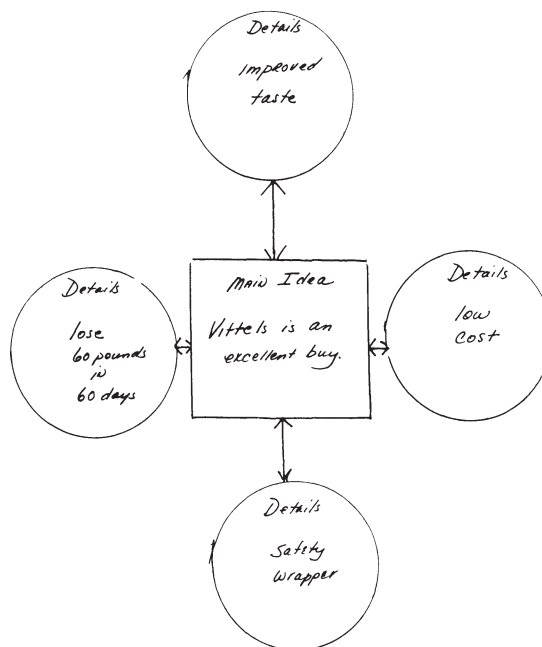 Details
improved
taste
Details
lose
60 pounds
in
60 days
Main Idea
Vittels is an
excellent buy.
Details
low
cost
Details
Safety
wrapper